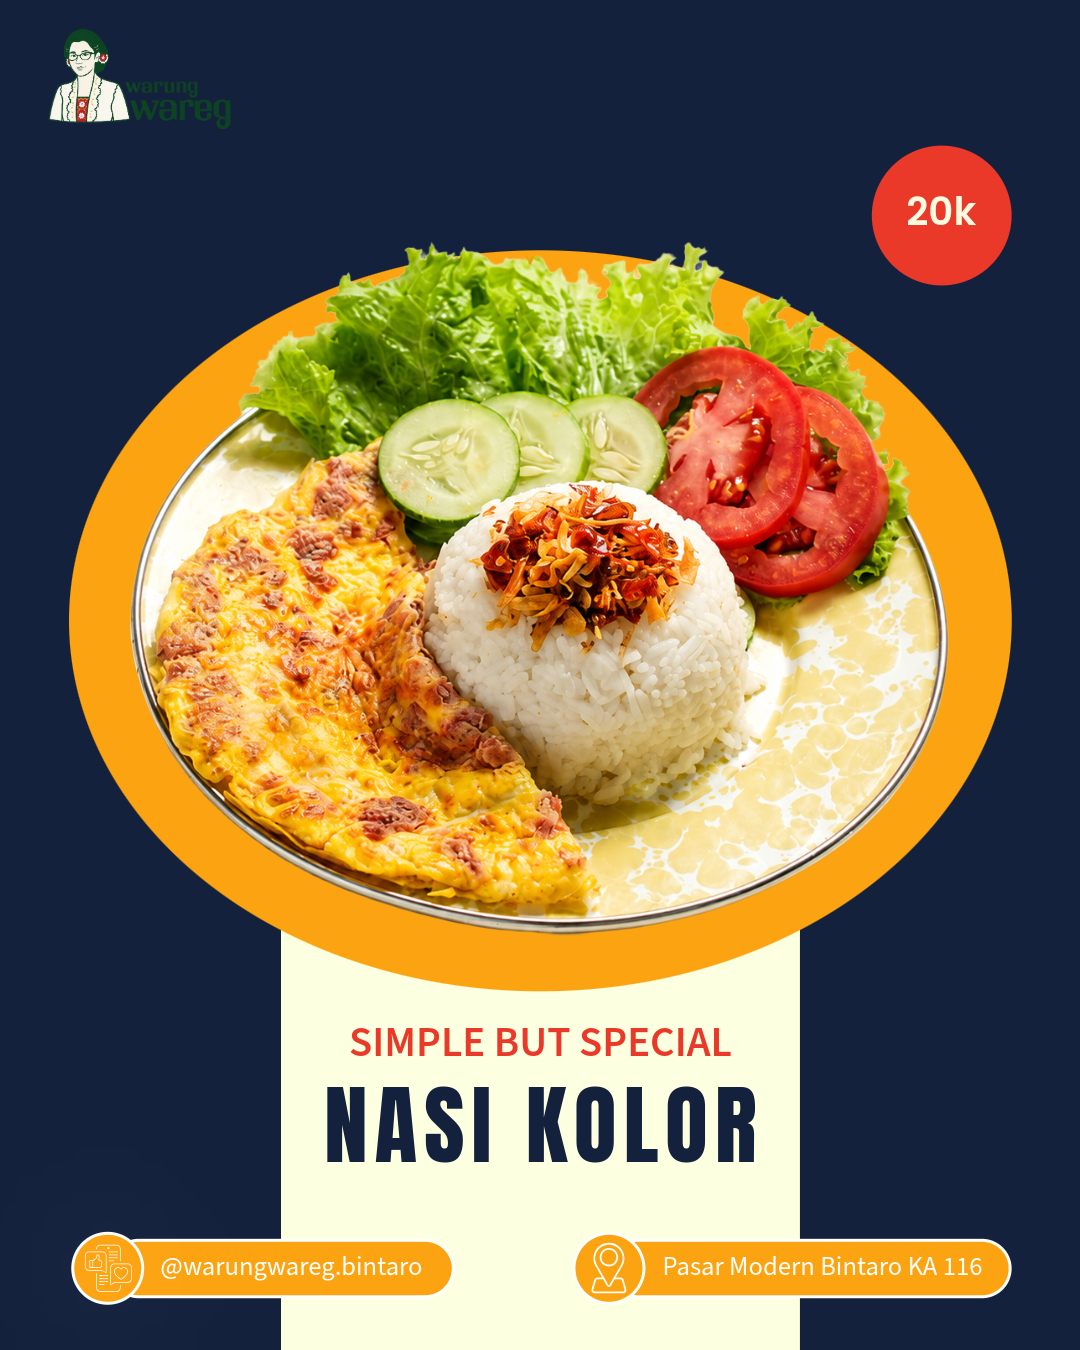 warung
wareg
20k
SIMPLE BUT SPECIAL
NASI KOLOR
@warungwareg.bintaro
Pasar Modern Bintaro KA 116